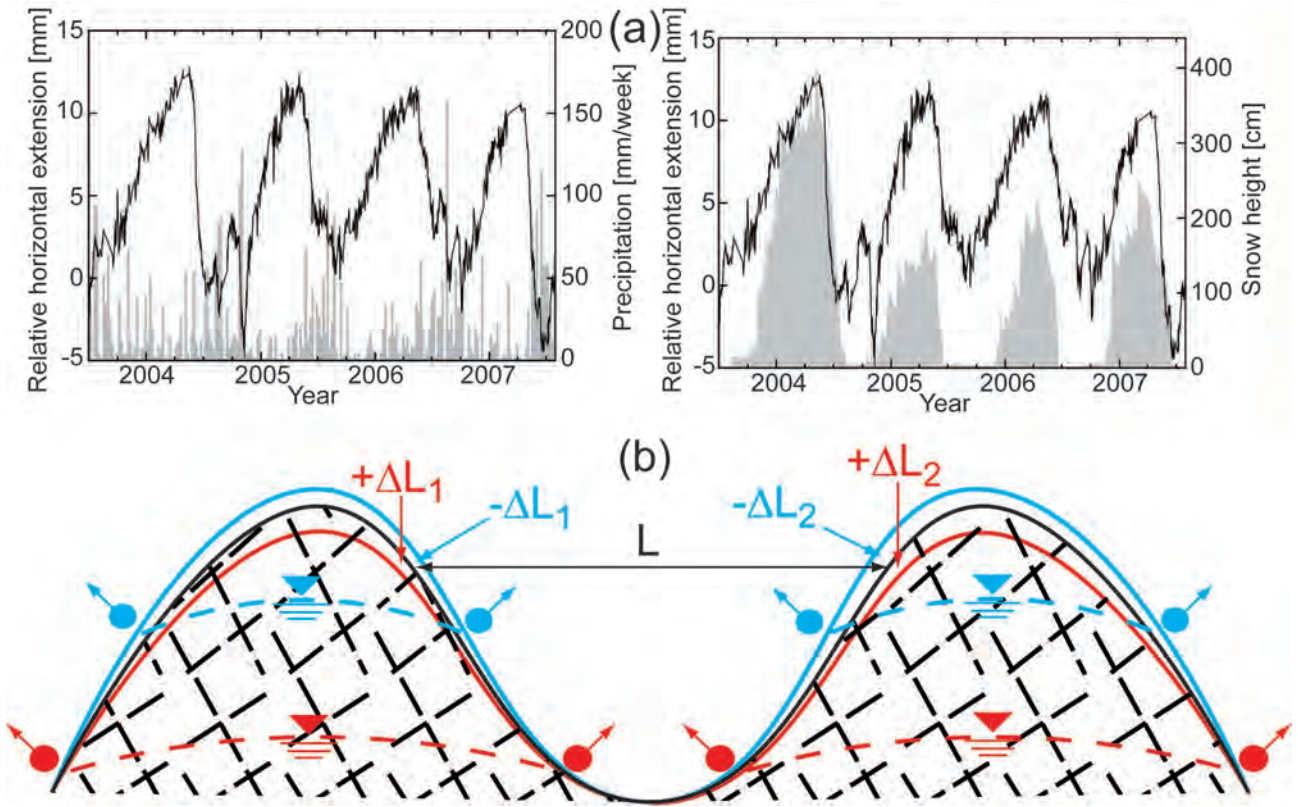 (a)
Relative horizontal extension [mm]
15
10
5
0
-5
2004 2005 2006 2007
Year
200
150
100
50
0
Precipitation [mm/week]
Relative horizontal extension [mm]
15
10
5
0
-5
2004 2005 2006 2007
Year
400
300
200
100
0
Snow height [cm]
(b)
+ΔL1
-ΔL1
L
-ΔL2
+ΔL2